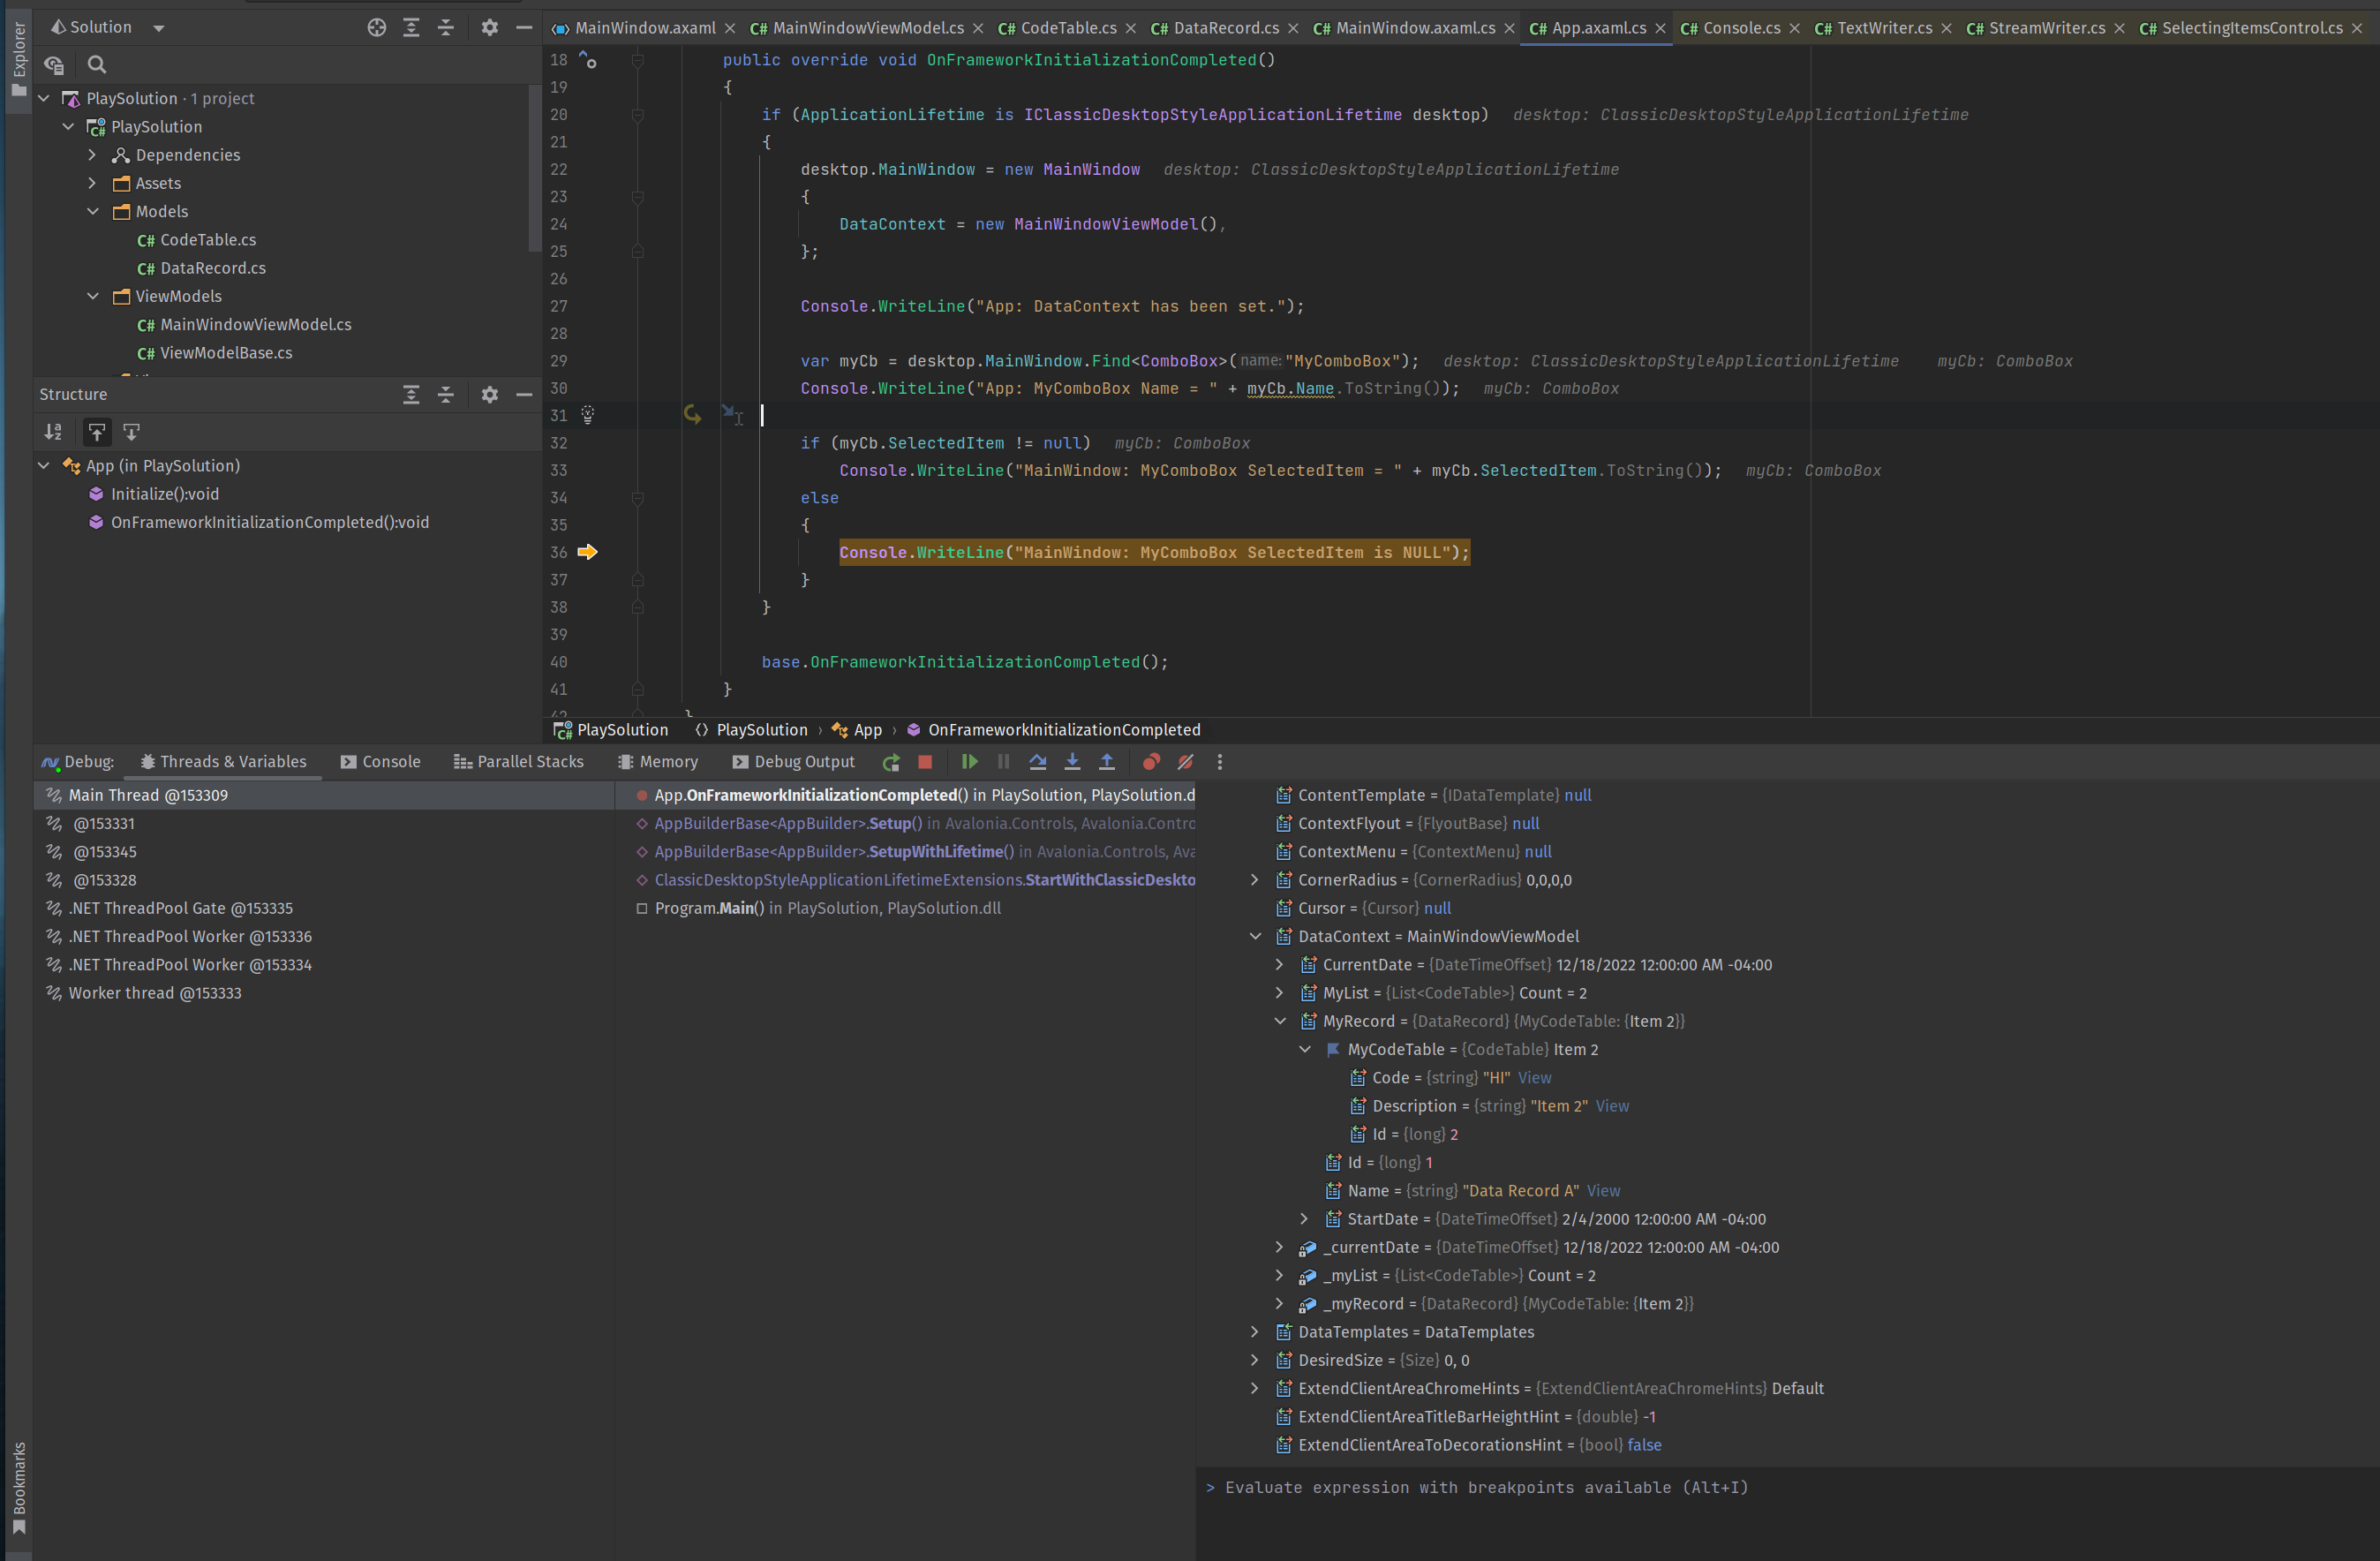 Explorer
Solution
MainWindow.axaml
MainWindowViewModel.cs
CodeTable.cs
DataRecord.cs
MainWindow.axaml.cs
App.axaml.cs
Console.cs
TextWriter.cs
StreamWriter.cs
SelectingItemsControl.cs
PlaySolution · 1 project
PlaySolution
Dependencies
Assets
Models
C# CodeTable.cs
C# DataRecord.cs
ViewModels
C# MainWindowViewModel.cs
C# ViewModelBase.cs
Structure
App (in PlaySolution)
Initialize():void
OnFrameworkInitializationCompleted():void
18 public override void OnFrameworkInitializationCompleted()
19 {
20 if (ApplicationLifetime is IClassicDesktopStyleApplicationLifetime desktop) desktop: ClassicDesktopStyleApplicationLifetime
21 {
22 desktop.MainWindow = new MainWindow desktop: ClassicDesktopStyleApplicationLifetime
23 {
24 DataContext = new MainWindowViewModel(),
25 };
26
27 Console.WriteLine("App: DataContext has been set.");
28
29 var myCb = desktop.MainWindow.Find<ComboBox>( name: "MyComboBox"); desktop: ClassicDesktopStyleApplicationLifetime myCb: ComboBox
30 Console.WriteLine("App: MyComboBox Name = " + myCb.Name.ToString()); myCb: ComboBox
31
32 if (myCb.SelectedItem != null) myCb: ComboBox
33 Console.WriteLine("MainWindow: MyComboBox SelectedItem = " + myCb.SelectedItem.ToString()); myCb: ComboBox
34 else
35 {
36 Console.WriteLine("MainWindow: MyComboBox SelectedItem is NULL");
37 }
38 }
39
40 base.OnFrameworkInitializationCompleted();
41 }
42 }
PlaySolution PlaySolution › App › OnFrameworkInitializationCompleted
Debug: Threads & Variables Console Parallel Stacks Memory Debug Output
Main Thread @153309
@153331
@153345
@153328
.NET ThreadPool Gate @153335
.NET ThreadPool Worker @153336
.NET ThreadPool Worker @153334
Worker thread @153333
App.OnFrameworkInitializationCompleted() in PlaySolution, PlaySolution.d
AppBuilderBase<AppBuilder>.Setup() in Avalonia.Controls, Avalonia.Contro
AppBuilderBase<AppBuilder>.SetupWithLifetime() in Avalonia.Controls, Ava
ClassicDesktopStyleApplicationLifetimeExtensions.StartWithClassicDeskto
Program.Main() in PlaySolution, PlaySolution.dll
ContentTemplate = {IDataTemplate} null
ContextFlyout = {FlyoutBase} null
ContextMenu = {ContextMenu} null
CornerRadius = {CornerRadius} 0,0,0,0
Cursor = {Cursor} null
DataContext = MainWindowViewModel
CurrentDate = {DateTimeOffset} 12/18/2022 12:00:00 AM -04:00
MyList = {List<CodeTable>} Count = 2
MyRecord = {DataRecord} {MyCodeTable: {Item 2}}
MyCodeTable = {CodeTable} Item 2
Code = {string} "HI" View
Description = {string} "Item 2" View
Id = {long} 2
Id = {long} 1
Name = {string} "Data Record A" View
StartDate = {DateTimeOffset} 2/4/2000 12:00:00 AM -04:00
_currentDate = {DateTimeOffset} 12/18/2022 12:00:00 AM -04:00
_myList = {List<CodeTable>} Count = 2
_myRecord = {DataRecord} {MyCodeTable: {Item 2}}
DataTemplates = DataTemplates
DesiredSize = {Size} 0, 0
ExtendClientAreaChromeHints = {ExtendClientAreaChromeHints} Default
ExtendClientAreaTitleBarHeightHint = {double} -1
ExtendClientAreaToDecorationsHint = {bool} false
> Evaluate expression with breakpoints available (Alt+I)
Bookmarks